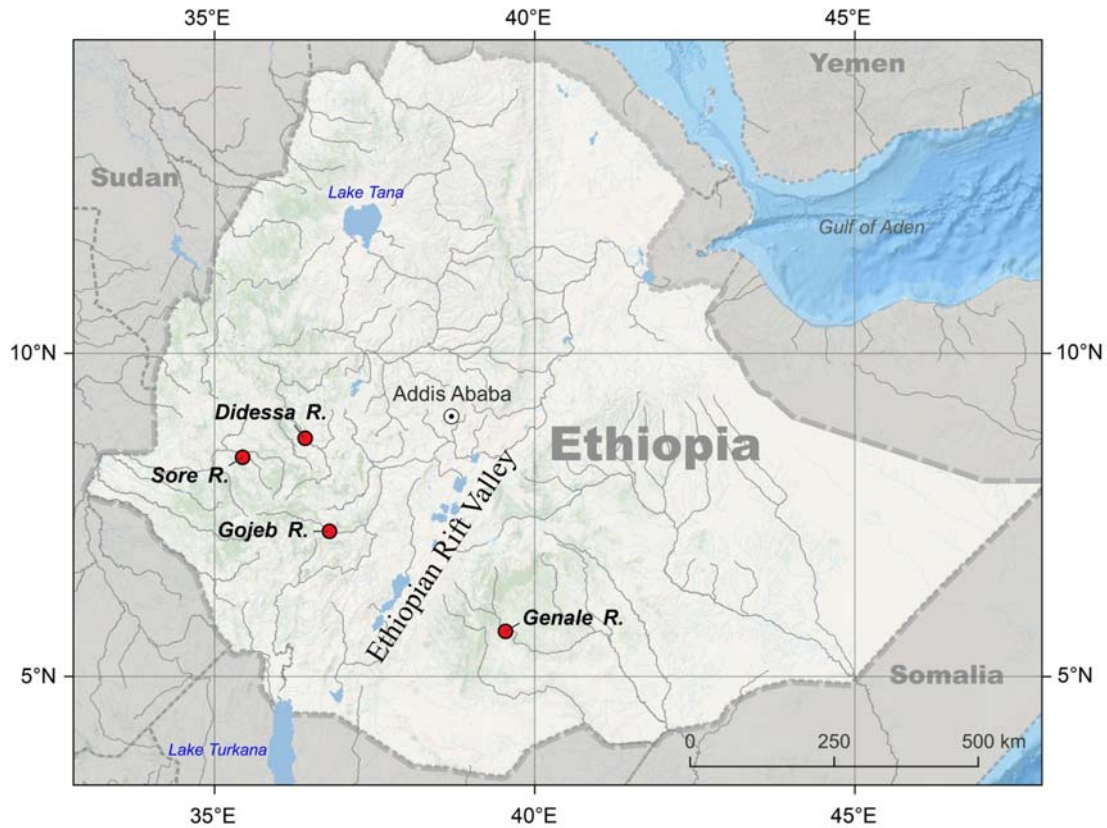 35°E 40°E 45°E
Yemen
Sudan
Lake Tana
Gulf of Aden
10°N 10°N
Addis Ababa
Didessa R.
Ethiopia
Sore R.
Gojeb R.
Ethiopian Rift Valley
Genale R.
5°N 5°N
Somalia
Lake Turkana
0 250 500 km
35°E 40°E 45°E